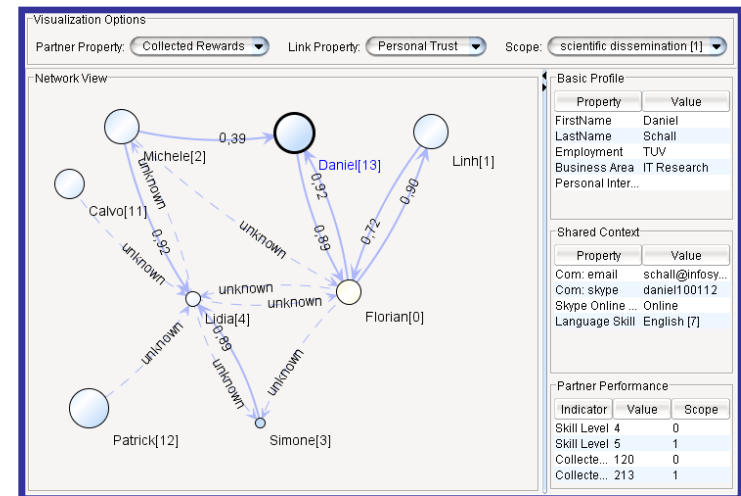 Visualization Options
Partner Property: Collected Rewards Link Property: Personal Trust Scope: scientific dissemination [1]
Network View
0,39
Michele[2]
Daniel[13]
Linh[1]
unknown
0,92
0,90
Calvo[11]
0,92
unknown
0,89
0,72
unknown
unknown
unknown
Lidia[4]
Florian[0]
unknown
0,89
unknown
unknown
Patrick[12]
Simone[3]
Basic Profile
Property Value
FirstName Daniel
LastName Schall
Employment TUV
Business Area IT Research
Personal Inter...
Shared Context
Property Value
Com: email schall@infosy...
Com: skype daniel100112
Skype Online ... Online
Language Skill English [7]
Partner Performance
Indicator Value Scope
Skill Level 4 0
Skill Level 5 1
Collecte... 120 0
Collecte... 213 1